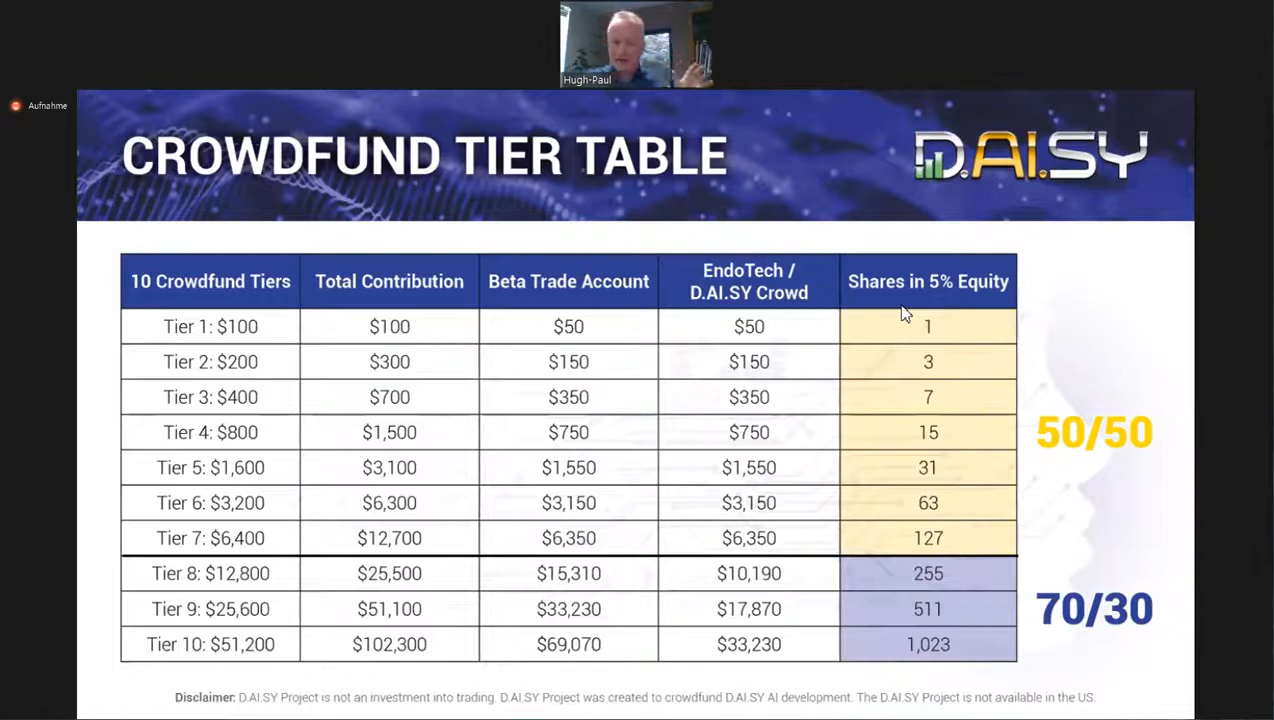 Hugh-Paul
Aufnahme
CROWDFUND TIER TABLE
D.AI.SY
10 Crowdfund Tiers Total Contribution Beta Trade Account EndoTech / D.AI.SY Crowd Shares in 5% Equity
Tier 1: $100 $100 $50 $50 1
Tier 2: $200 $300 $150 $150 3
Tier 3: $400 $700 $350 $350 7
Tier 4: $800 $1,500 $750 $750 15
50/50
Tier 5: $1,600 $3,100 $1,550 $1,550 31
Tier 6: $3,200 $6,300 $3,150 $3,150 63
Tier 7: $6,400 $12,700 $6,350 $6,350 127
Tier 8: $12,800 $25,500 $15,310 $10,190 255
Tier 9: $25,600 $51,100 $33,230 $17,870 511
70/30
Tier 10: $51,200 $102,300 $69,070 $33,230 1,023
Disclaimer: D.AI.SY Project is not an investment into trading. D.AI.SY Project was created to crowdfund D.AI.SY AI development. The D.AI.SY Project is not available in the US.